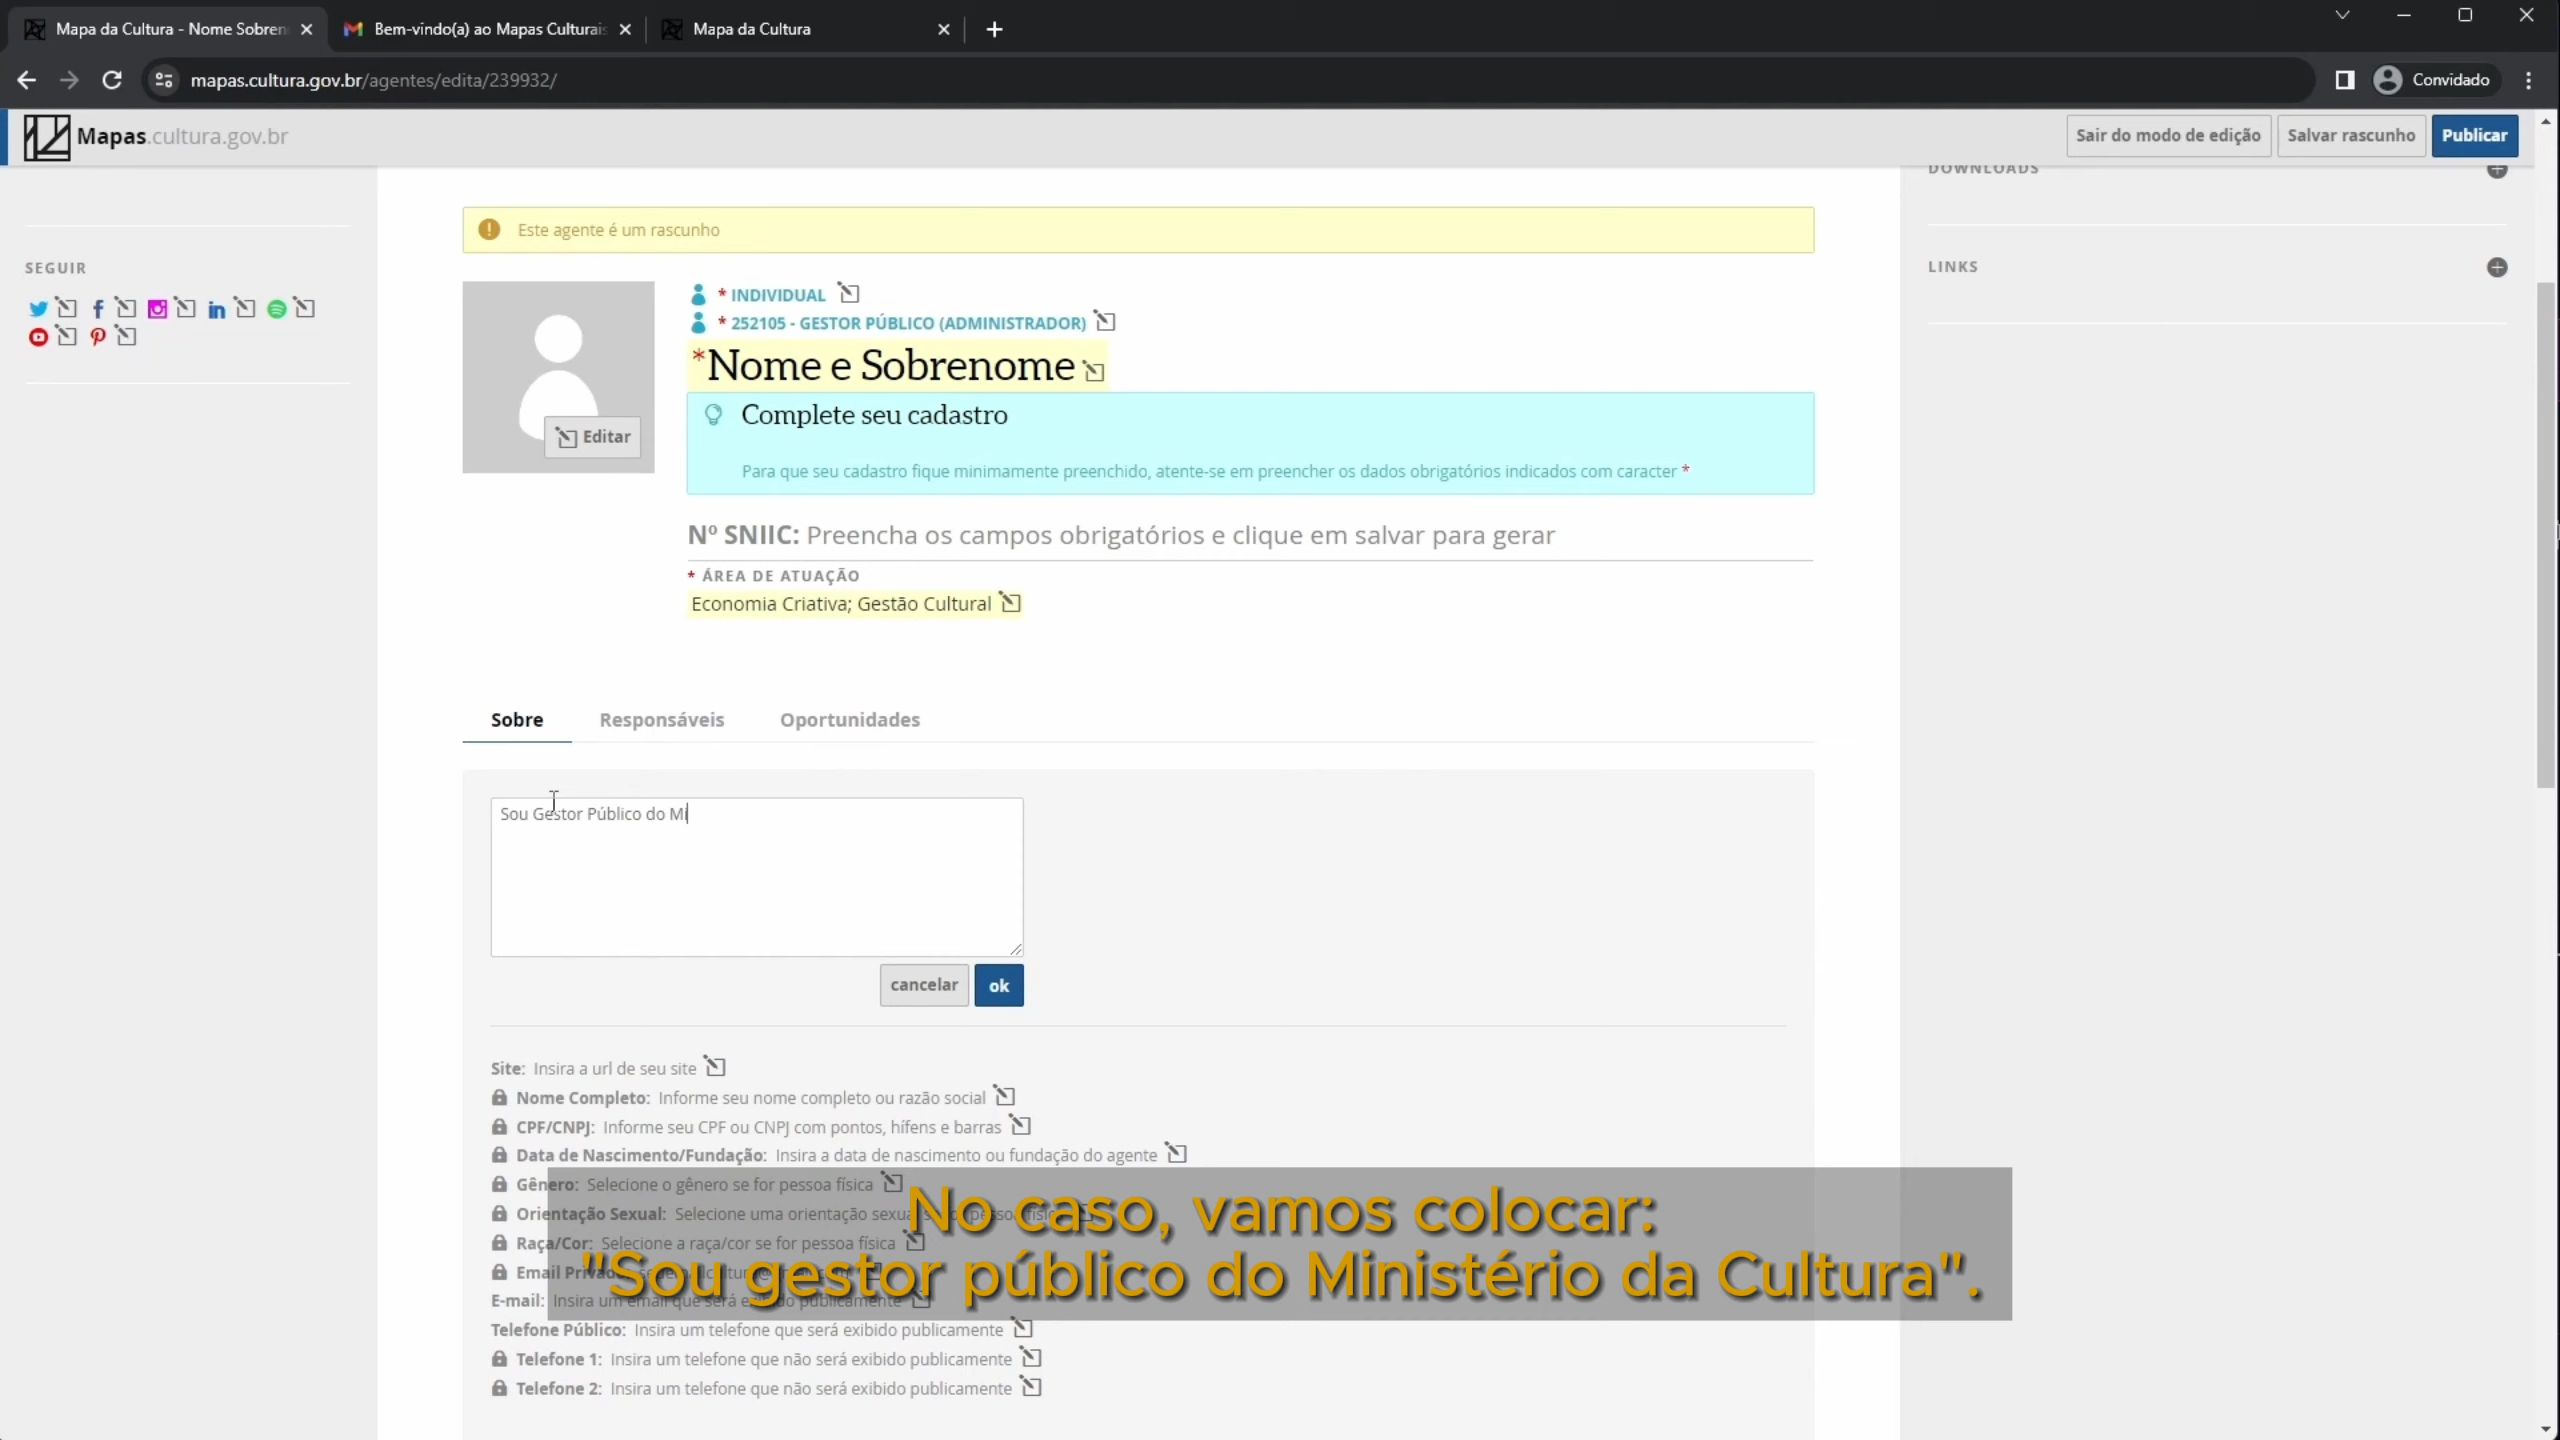 Mapa da Cultura - Nome Sobren
Bem-vindo(a) ao Mapas Culturais
Mapa da Cultura
mapas.cultura.gov.br/agentes/edita/239932/
Convidado
Mapas.cultura.gov.br
Sair do modo de edição
Salvar rascunho
Publicar
DOWNLOADS
Este agente é um rascunho
SEGUIR
LINKS
* INDIVIDUAL
* 252105 - GESTOR PÚBLICO (ADMINISTRADOR)
*Nome e Sobrenome
Editar
Complete seu cadastro
Para que seu cadastro fique minimamente preenchido, atente-se em preencher os dados obrigatórios indicados com caracter *
Nº SNIIC: Preencha os campos obrigatórios e clique em salvar para gerar
* ÁREA DE ATUAÇÃO
Economia Criativa; Gestão Cultural
Sobre
Responsáveis
Oportunidades
Sou Gestor Público do Mi
cancelar
ok
Site: Insira a url de seu site
Nome Completo: Informe seu nome completo ou razão social
CPF/CNPJ: Informe seu CPF ou CNPJ com pontos, hífens e barras
Data de Nascimento/Fundação: Insira a data de nascimento ou fundação do agente
Gênero: Selecione o gênero se for pessoa física
Orientação Sexual: Selecione uma orientação sexual
Raça/Cor: Selecione a raça/cor se for pessoa física
Email Privado:
E-mail: Insira um email que será exibido publicamente
Telefone Público: Insira um telefone que será exibido publicamente
Telefone 1: Insira um telefone que não será exibido publicamente
Telefone 2: Insira um telefone que não será exibido publicamente
No caso, vamos colocar:
"Sou gestor público do Ministério da Cultura".